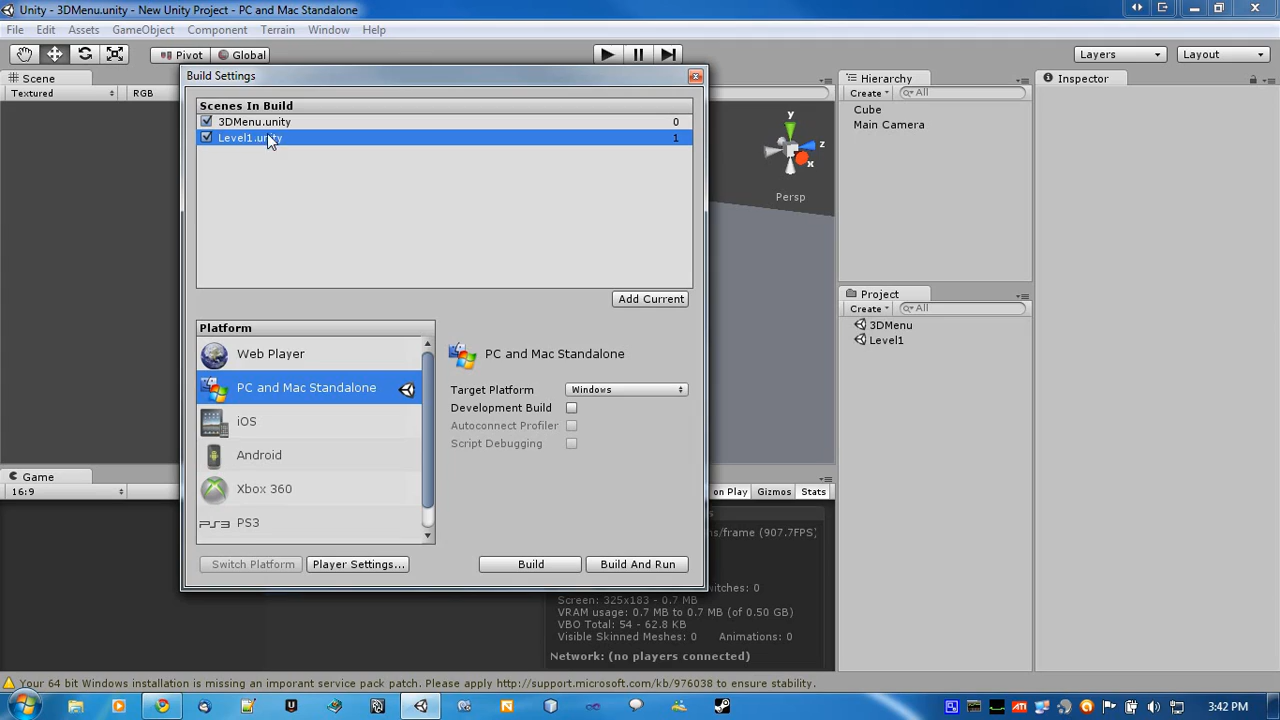 Unity - 3DMenu.unity - New Unity Project - PC and Mac Standalone
File Edit Assets GameObject Component Terrain Window Help
Pivot Global Layers Layout
Scene
Textured RGB
Build Settings
Scenes In Build
3DMenu.unity 0
Level1.unity 1
Add Current
Platform
Web Player
PC and Mac Standalone
iOS
Android
Xbox 360
PS3
PC and Mac Standalone
Target Platform Windows
Development Build
Autoconnect Profiler
Script Debugging
Switch Platform Player Settings... Build Build And Run
y
z
x
Persp
Hierarchy
Create All
Cube
Main Camera
Project
Create All
3DMenu
Level1
Inspector
Game
16:9 on Play Gizmos Stats
/frame (907.7FPS)
witches: 0
Screen: 325x183 - 0.7 MB
VRAM usage: 0.7 MB to 0.7 MB (of 0.50 GB)
VBO Total: 54 - 62.8 KB
Visible Skinned Meshes: 0 Animations: 0
Network: (no players connected)
Your 64 bit Windows installation is missing an imporant service pack patch. Please apply http://support.microsoft.com/kb/976038 to ensure stability.
3:42 PM